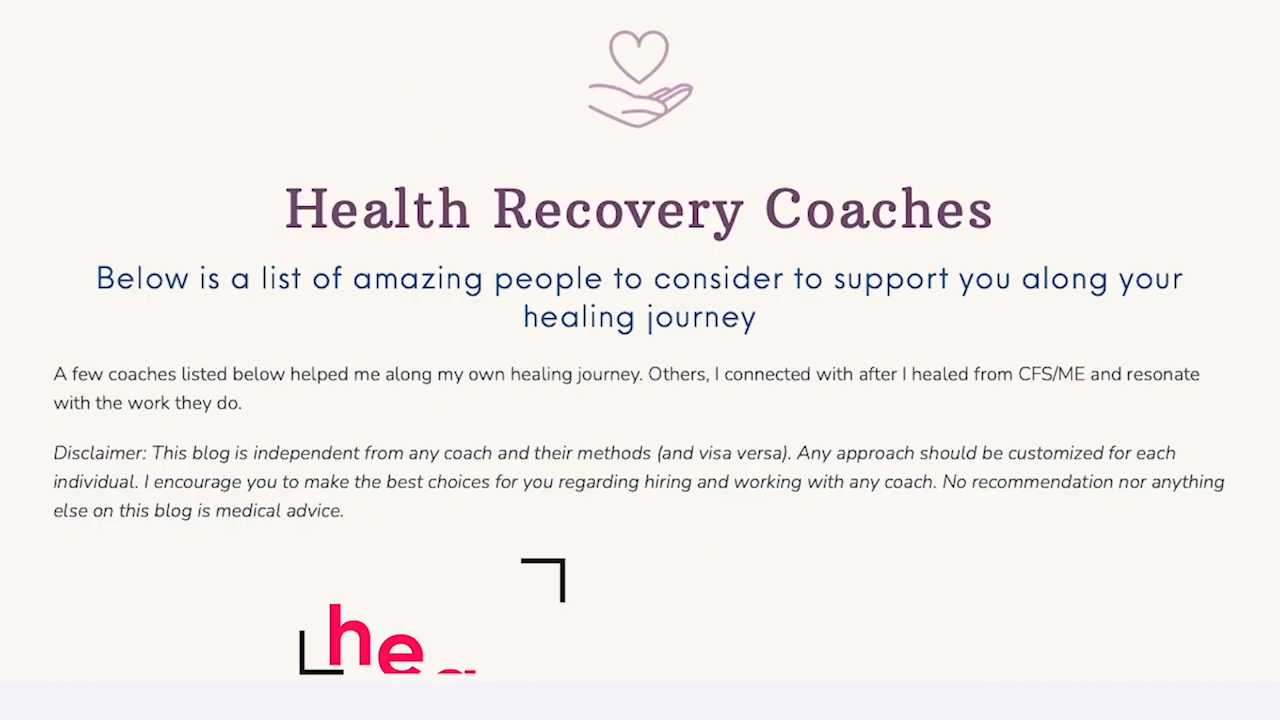 Health Recovery Coaches
Below is a list of amazing people to consider to support you along your
healing journey
A few coaches listed below helped me along my own healing journey. Others, I connected with after I healed from CFS/ME and resonate
with the work they do.
Disclaimer: This blog is independent from any coach and their methods (and visa versa). Any approach should be customized for each
individual. I encourage you to make the best choices for you regarding hiring and working with any coach. No recommendation nor anything
else on this blog is medical advice.
he